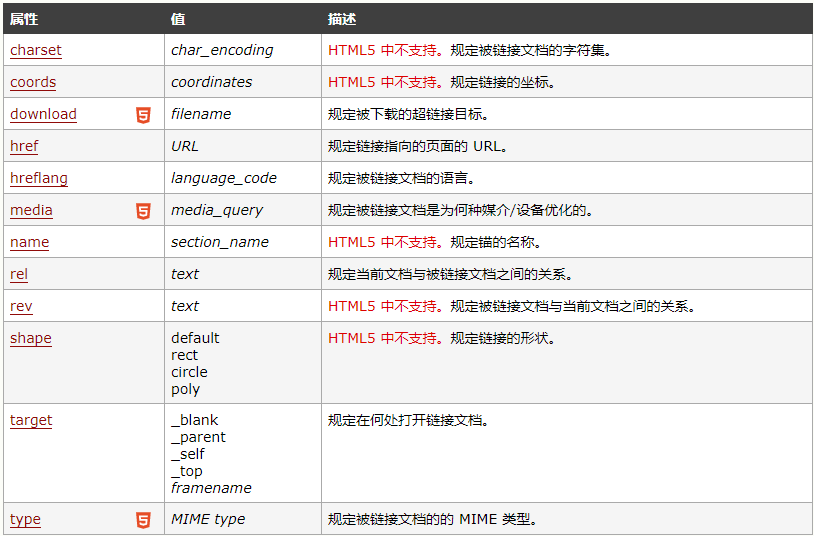 属性 值 描述
charset char_encoding HTML5 中不支持。规定被链接文档的字符集。
coords coordinates HTML5 中不支持。规定链接的坐标。
download 5 filename 规定被下载的超链接目标。
href URL 规定链接指向的页面的 URL。
hreflang language_code 规定被链接文档的语言。
media 5 media_query 规定被链接文档是为何种媒介/设备优化的。
name section_name HTML5 中不支持。规定锚的名称。
rel text 规定当前文档与被链接文档之间的关系。
rev text HTML5 中不支持。规定被链接文档与当前文档之间的关系。
shape default HTML5 中不支持。规定链接的形状。
rect
circle
poly
target _blank 规定在何处打开链接文档。
_parent
_self
_top
framename
type 5 MIME type 规定被链接文档的的 MIME 类型。